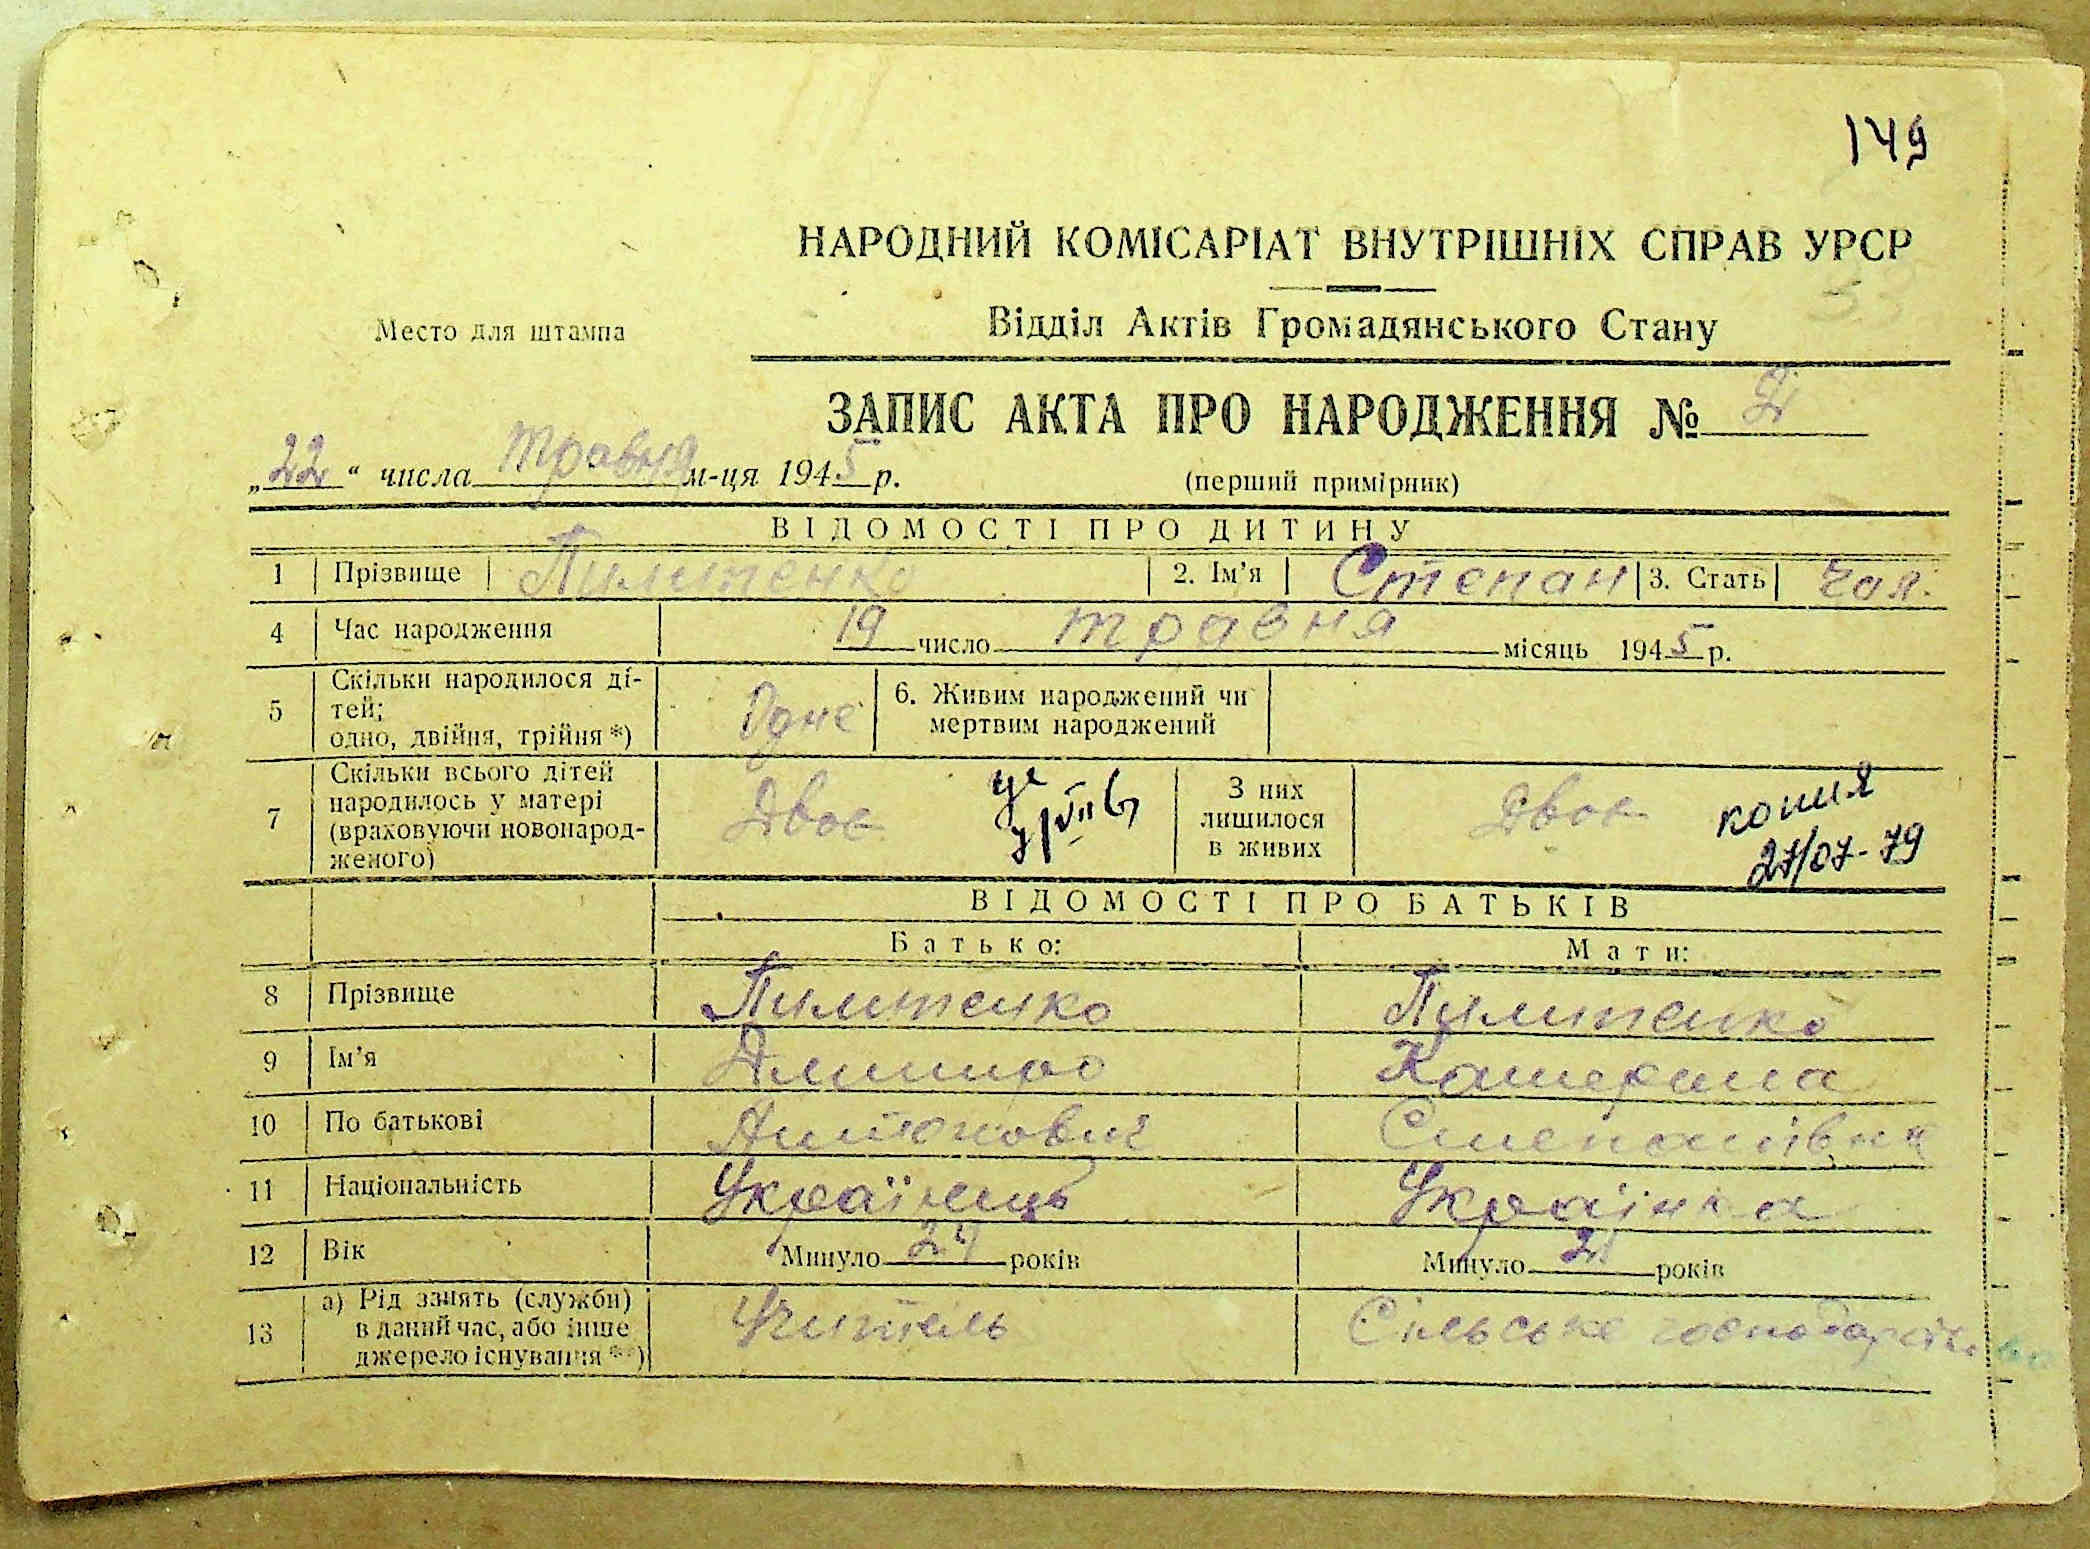 149
НАРОДНИЙ КОМІСАРІАТ ВНУТРІШНІХ СПРАВ УРСР
Место для штампа
Відділ Актів Громадянського Стану
ЗАПИС АКТА ПРО НАРОДЖЕННЯ №
„22“ числа травня м-ця 1945 р.
(перший примірник)
ВІДОМОСТІ ПРО ДИТИНУ
1 Прізвище Пилипенко 2. Ім’я Степан 3. Стать чол.
4 Час народження 19 число травня місяць 1945 р.
5 Скільки народилося ді-
тей;
одно, двійня, трійня *) Одне
6. Живим народжений чи
мертвим народжений
7 Скільки всього дітей
народилось у матері
(враховуючи новонарод-
женого) Двоє
З них
лишилося
в живих Двоє
копия
27/07-79
ВІДОМОСТІ ПРО БАТЬКІВ
Батько: Мати:
8 Прізвище Пилипенко Пилипенко
9 Ім’я Дмитро Катерина
10 По батькові Антонович Степанівна
11 Національність Українець Українка
12 Вік Минуло 24 років Минуло років
13 а) Рід занять (служби)
в даний час, або інше
джерело існування **) Учитель Сільське господарство